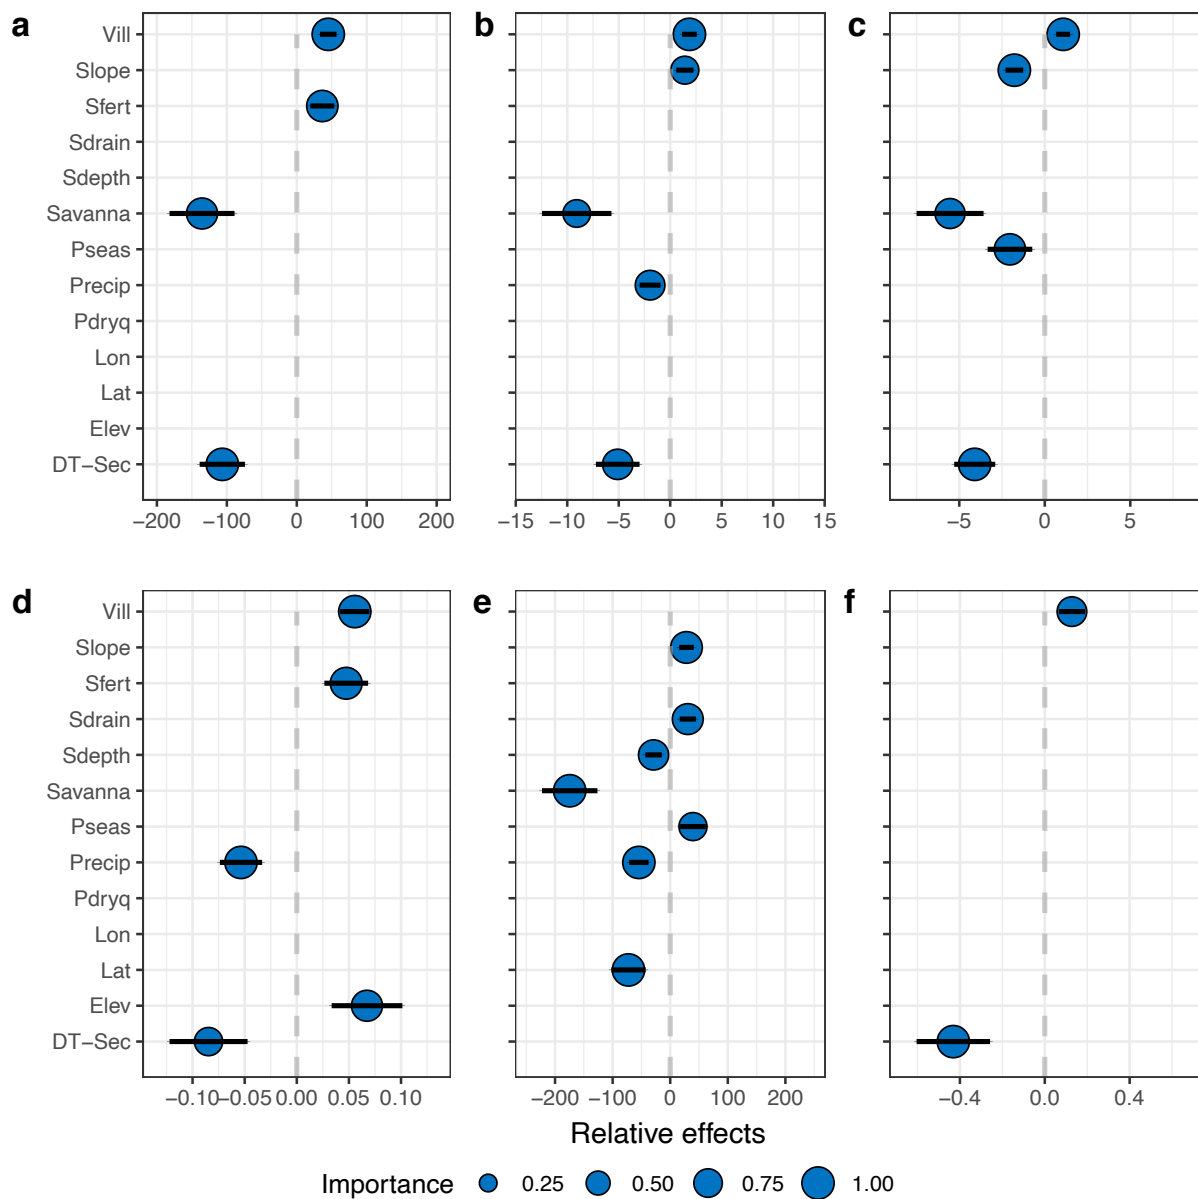 a
b
c
Vill
Slope
Sfert
Sdrain
Sdepth
Savanna
Pseas
Precip
Pdryq
Lon
Lat
Elev
DT−Sec
−200 −100 0 100 200
−15 −10 −5 0 5 10 15
−5 0 5
d
e
f
Vill
Slope
Sfert
Sdrain
Sdepth
Savanna
Pseas
Precip
Pdryq
Lon
Lat
Elev
DT−Sec
−0.10 −0.05 0.00 0.05 0.10
−200 −100 0 100 200
−0.4 0.0 0.4
Relative effects
Importance 0.25 0.50 0.75 1.00